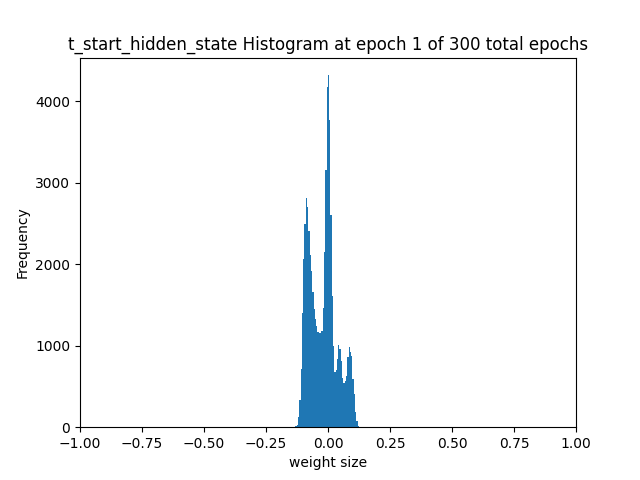 t_start_hidden_state Histogram at epoch 1 of 300 total epochs
Frequency
4000
3000
2000
1000
0
−1.00 −0.75 −0.50 −0.25 0.00 0.25 0.50 0.75 1.00
weight size